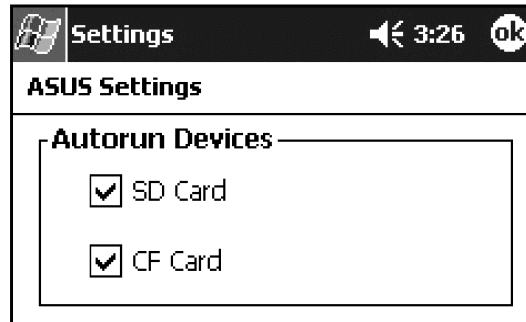 Settings 3:26 ok
ASUS Settings
Autorun Devices
SD Card
CF Card